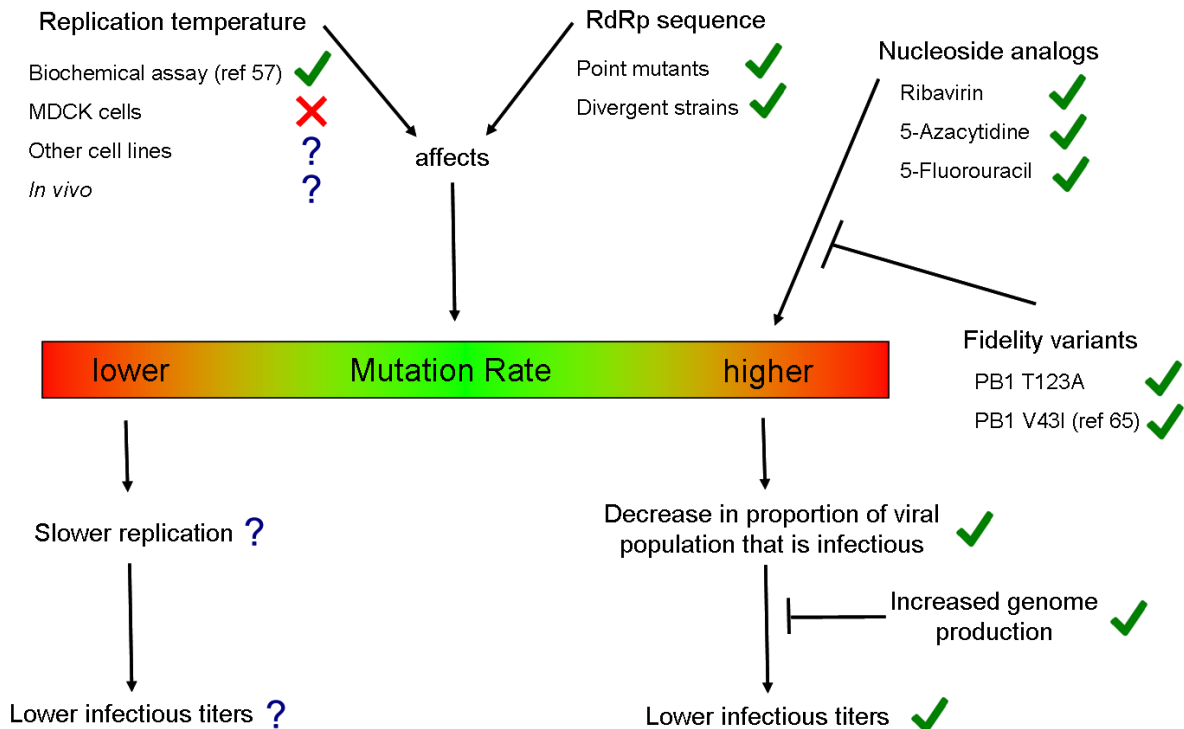 Replication temperature
Biochemical assay (ref 57)
MDCK cells
Other cell lines
?
In vivo
?
RdRp sequence
Point mutants
Divergent strains
affects
Nucleoside analogs
Ribavirin
5-Azacytidine
5-Fluorouracil
lower
Mutation Rate
higher
Fidelity variants
PB1 T123A
PB1 V43I (ref 65)
Slower replication ?
Lower infectious titers ?
Decrease in proportion of viral
population that is infectious
Increased genome
production
Lower infectious titers